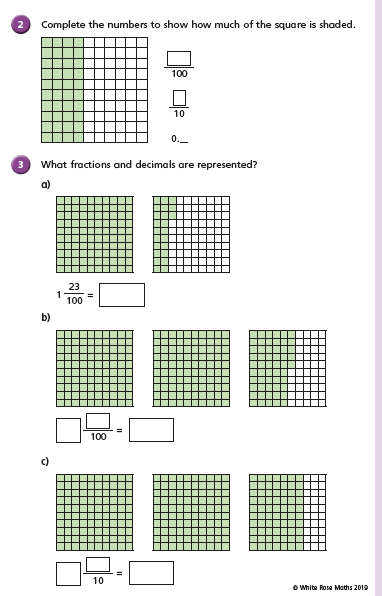 2 Complete the numbers to show how much of the square is shaded.
100
10
0._
3 What fractions and decimals are represented?
a)
1 23/100 =
b)
100 =
c)
10 =
© White Rose Maths 2019